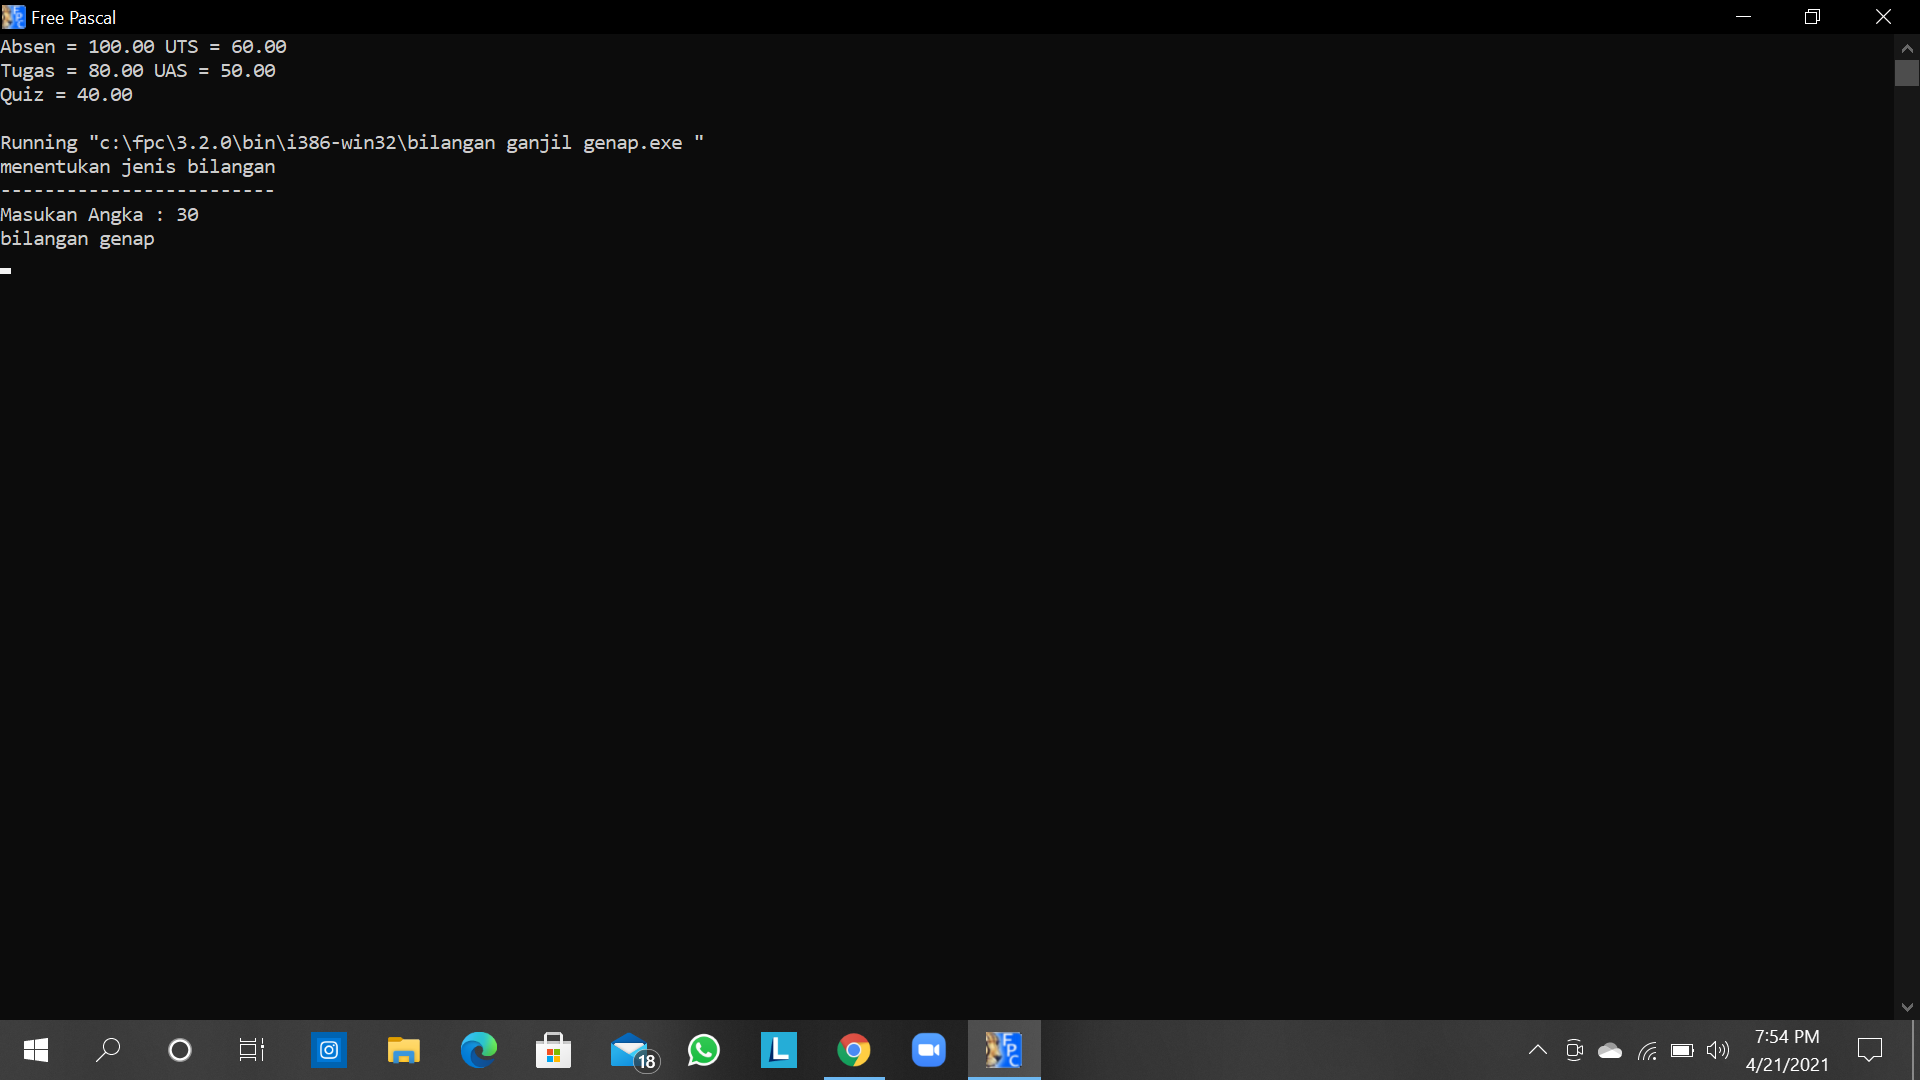 Free Pascal
Absen = 100.00 UTS = 60.00
Tugas = 80.00 UAS = 50.00
Quiz = 40.00
Running "c:\fpc\3.2.0\bin\i386-win32\bilangan ganjil genap.exe "
menentukan jenis bilangan
-------------------------
Masukan Angka : 30
bilangan genap
L
18
FPC
7:54 PM
4/21/2021